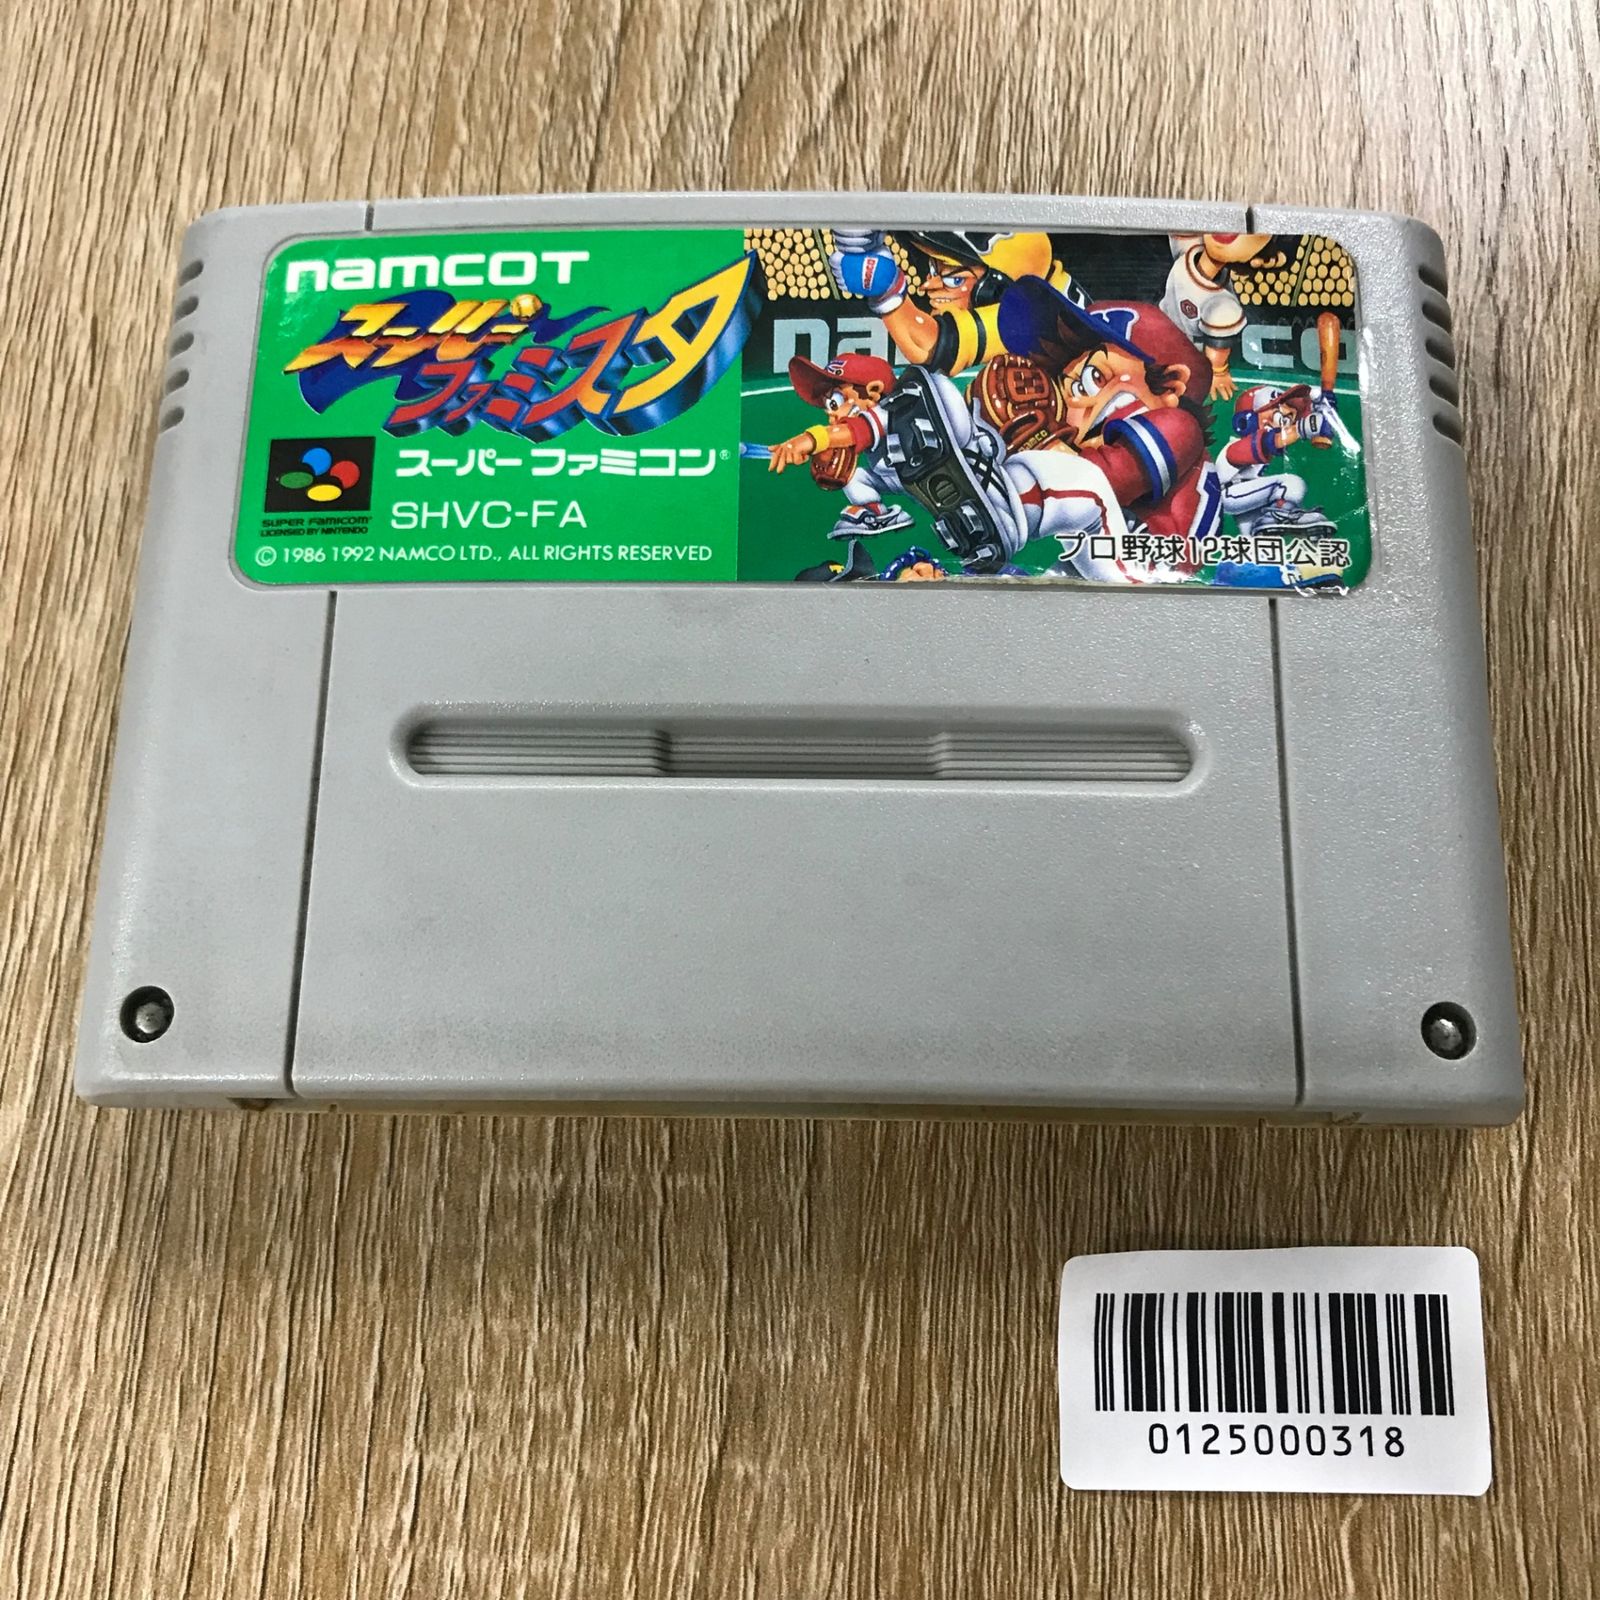 namcoT
スーパー
ファミスタ
スーパーファミコン®
SUPER Famicom
LICENSED BY NINTENDO
SHVC-FA
© 1986 1992 NAMCO LTD., ALL RIGHTS RESERVED
namco
プロ野球12球団公認
0125000318